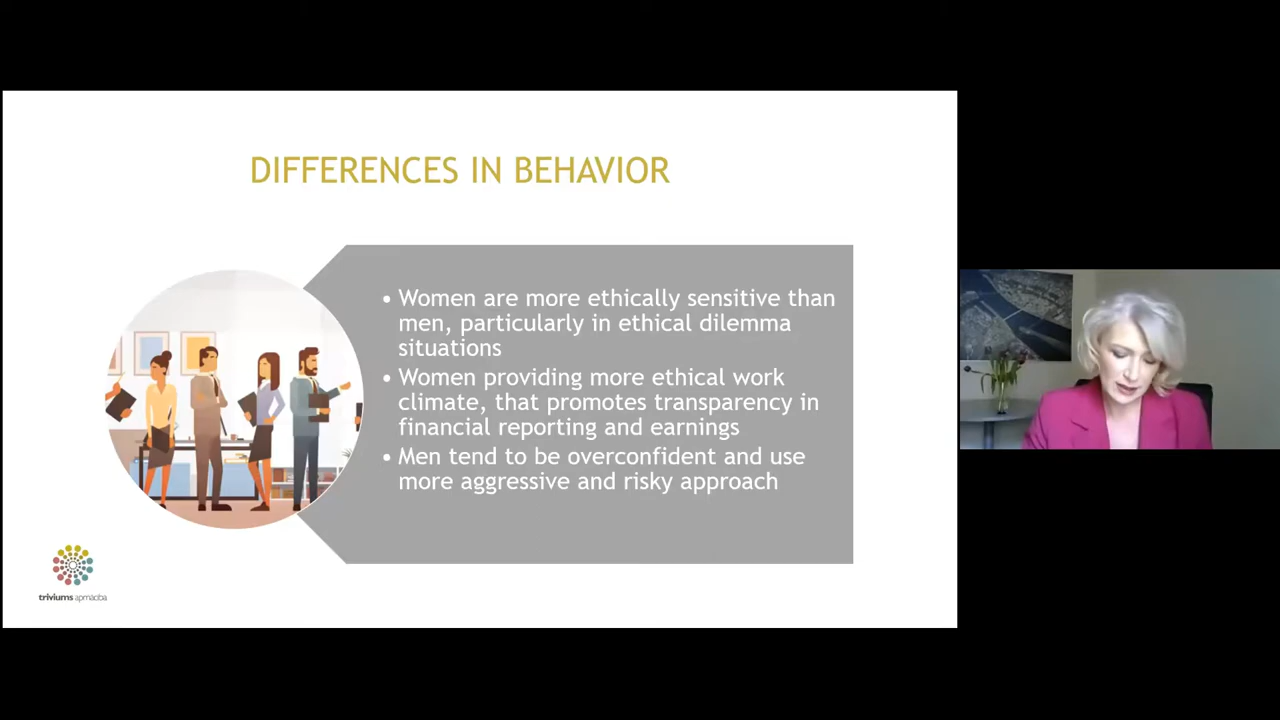 DIFFERENCES IN BEHAVIOR
• Women are more ethically sensitive than
men, particularly in ethical dilemma
situations
• Women providing more ethical work
climate, that promotes transparency in
financial reporting and earnings
• Men tend to be overconfident and use
more aggressive and risky approach
triviums apmācība